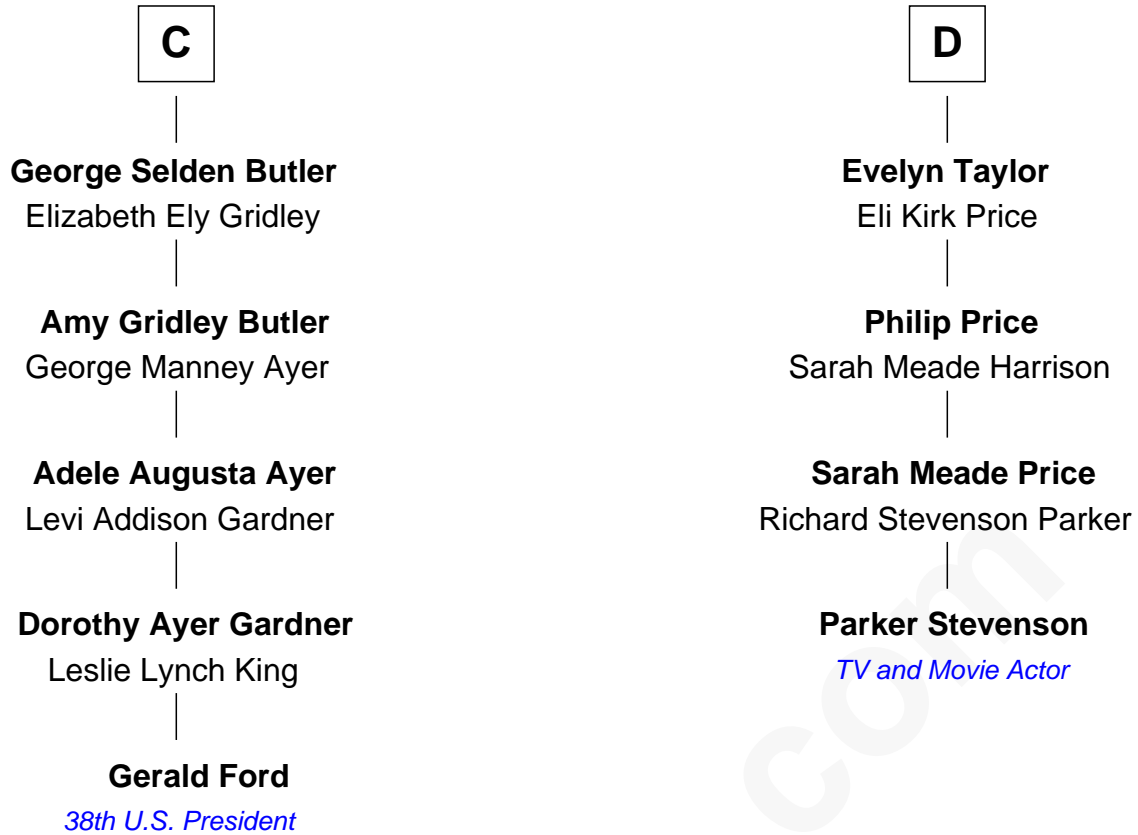 C
George Selden Butler
Elizabeth Ely Gridley
Amy Gridley Butler
George Manney Ayer
Adele Augusta Ayer
Levi Addison Gardner
Dorothy Ayer Gardner
Leslie Lynch King
Gerald Ford
38th U.S. President
D
Evelyn Taylor
Eli Kirk Price
Philip Price
Sarah Meade Harrison
Sarah Meade Price
Richard Stevenson Parker
Parker Stevenson
TV and Movie Actor
com